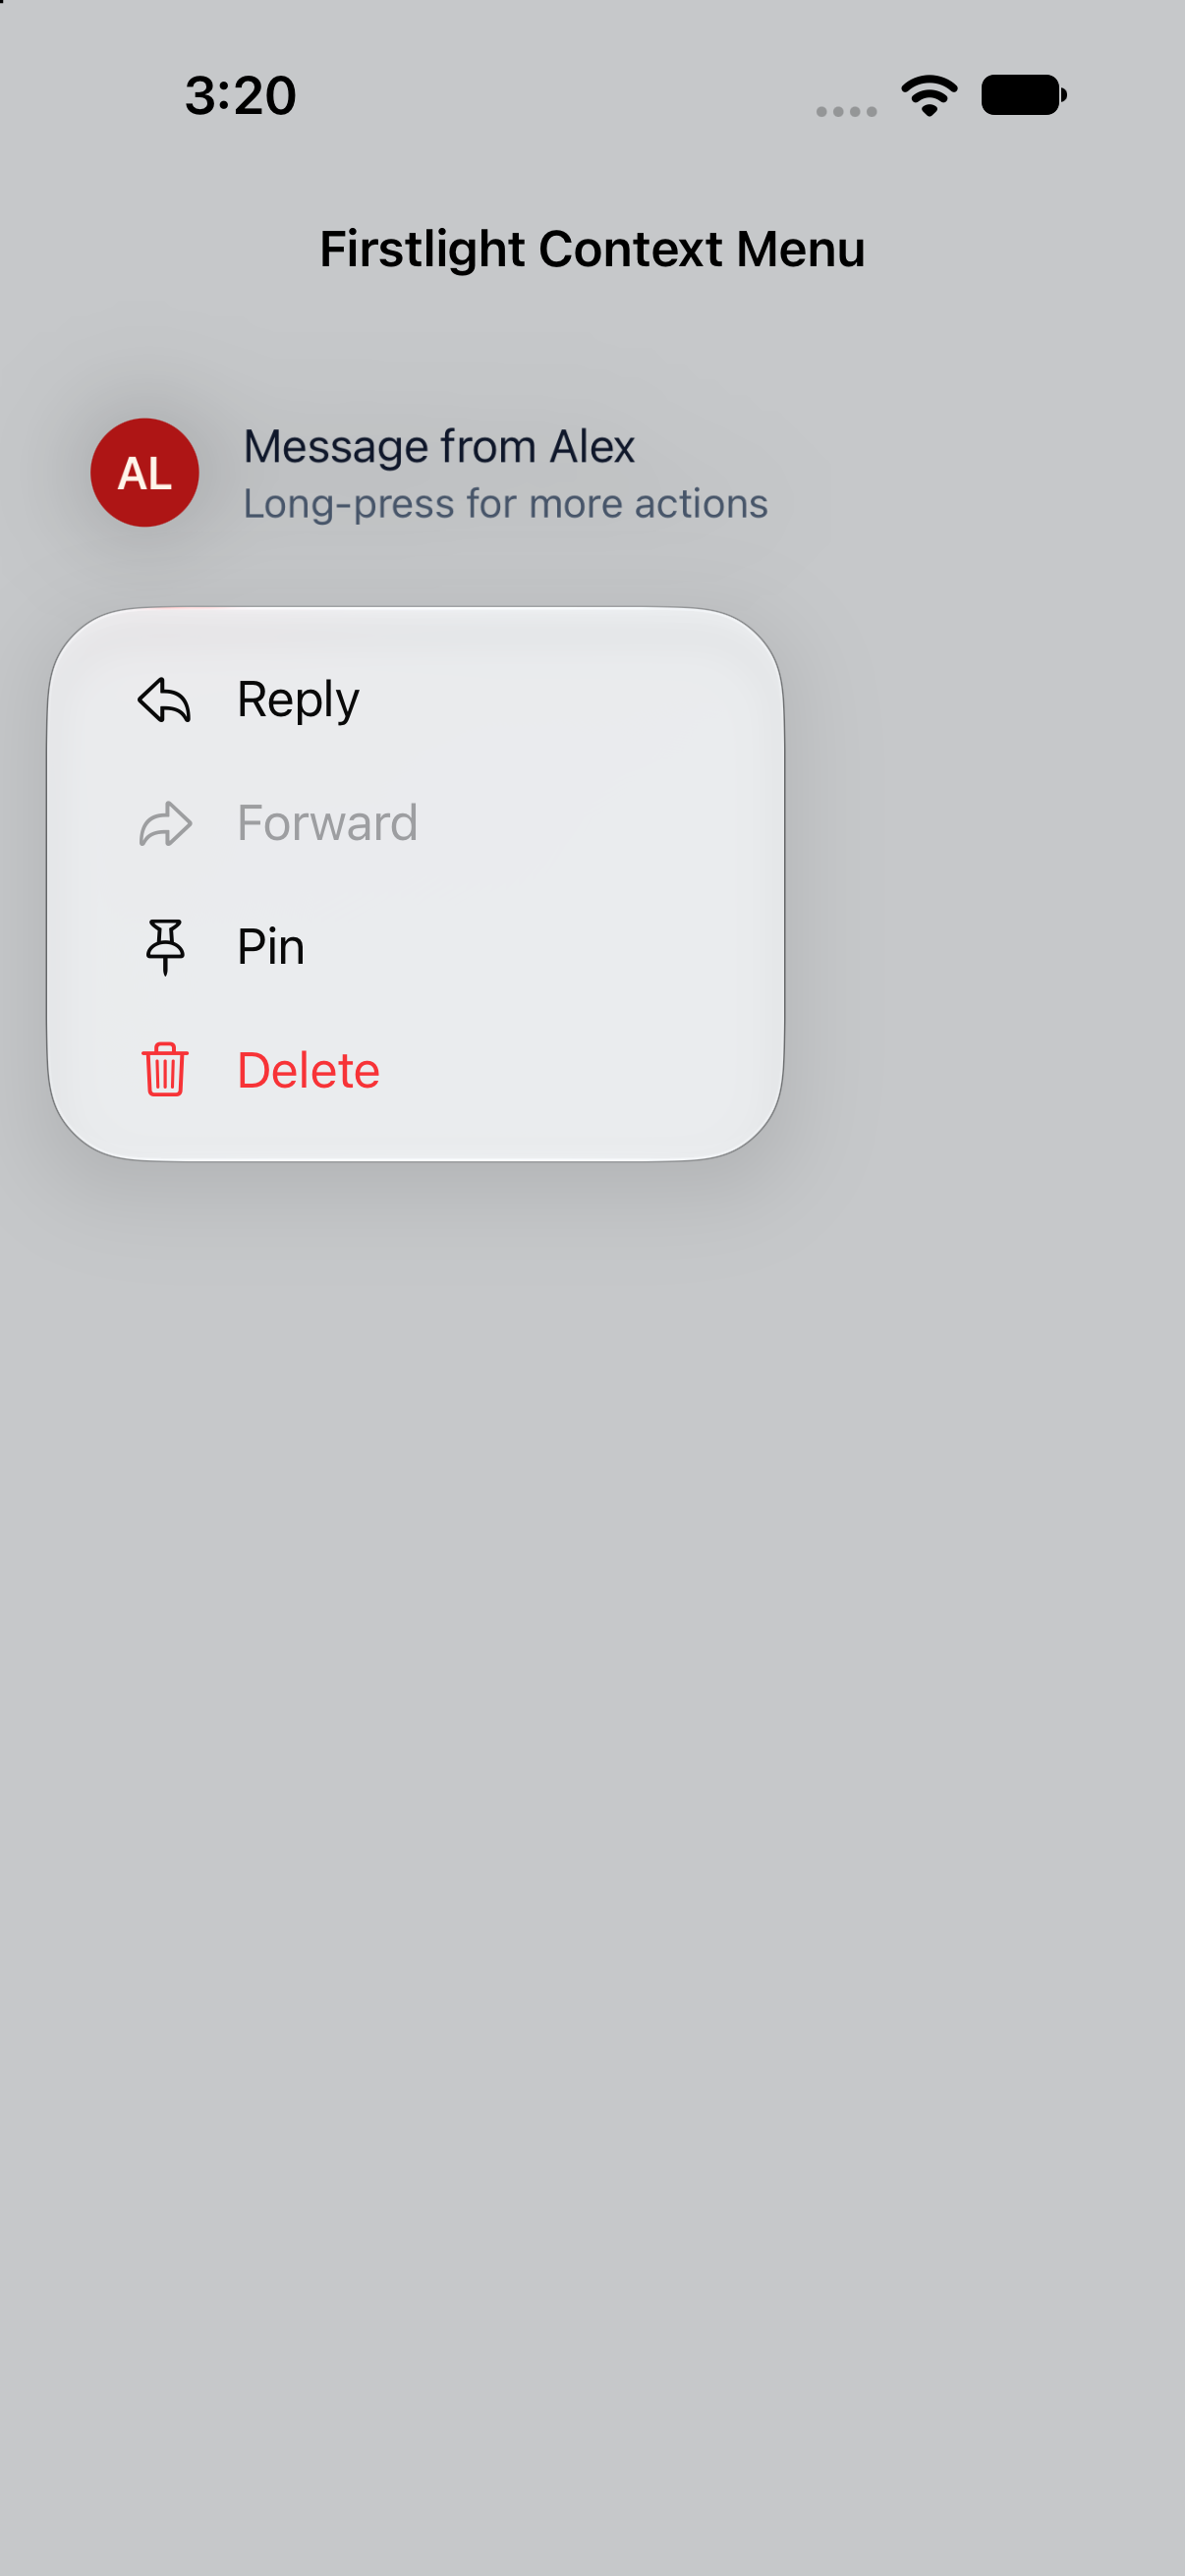 3:20
Firstlight Context Menu
AL
Message from Alex
Long-press for more actions
Reply
Forward
Pin
Delete